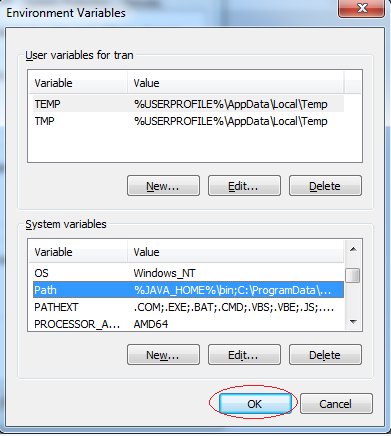 Environment Variables
User variables for tran
Variable Value
TEMP %USERPROFILE%\AppData\Local\Temp
TMP %USERPROFILE%\AppData\Local\Temp
New... Edit... Delete
System variables
Variable Value
OS Windows_NT
Path %JAVA_HOME%\bin;C:\ProgramData\...
PATHEXT .COM;.EXE;.BAT;.CMD;.VBS;.VBE;.JS;....
PROCESSOR_A... AMD64
New... Edit... Delete
OK Cancel